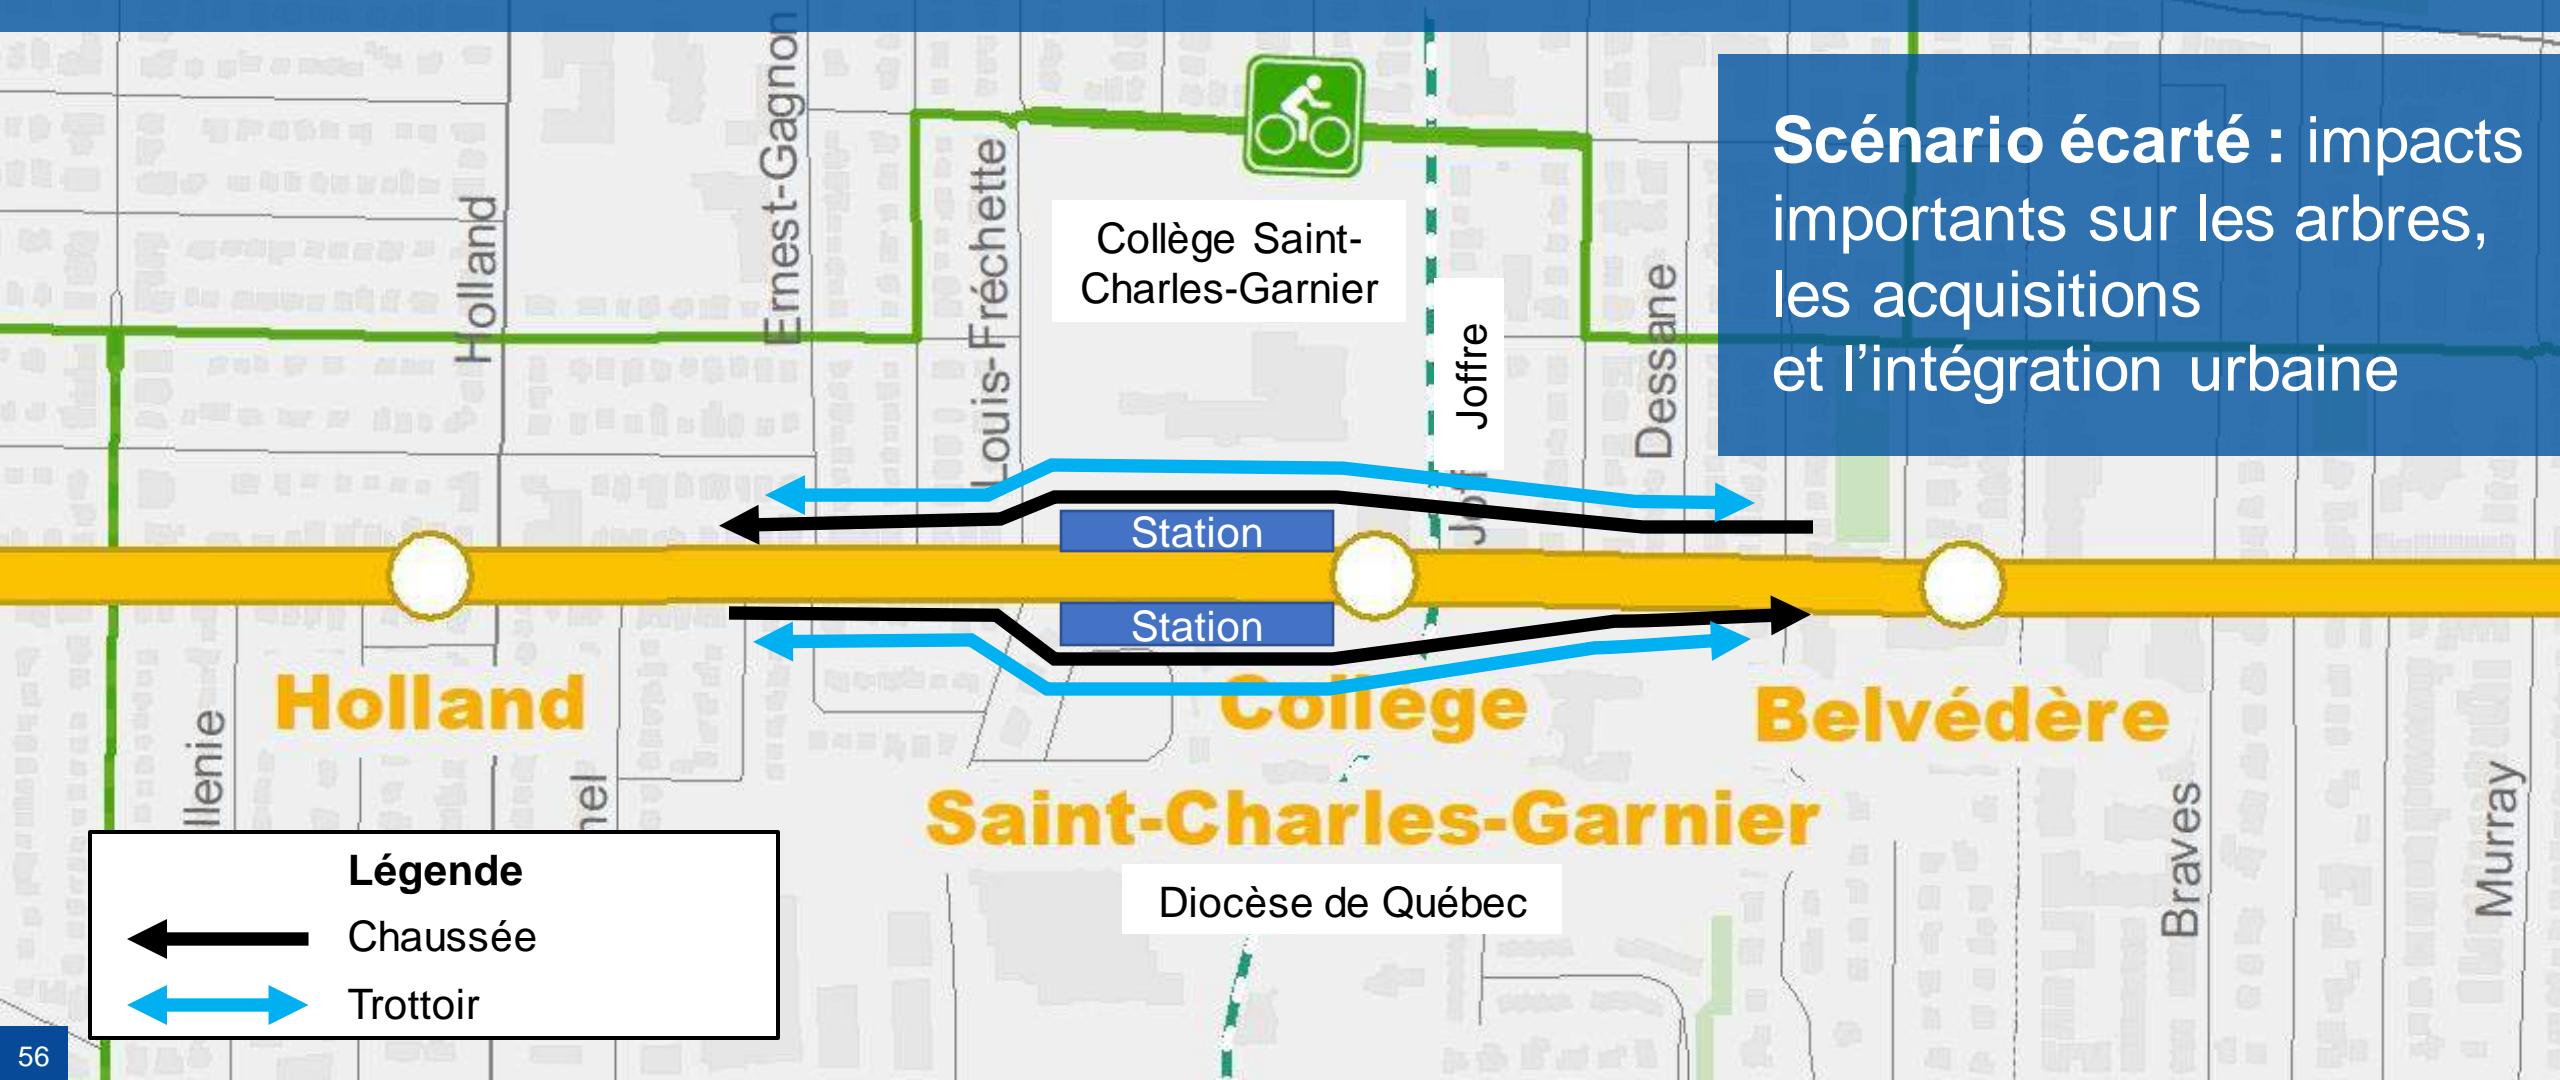 Scénario écarté : impacts
importants sur les arbres,
les acquisitions
et l'intégration urbaine
Ernest-Gagnon
Holland
Louis-Fréchette
Collège Saint-
Charles-Garnier
Joffre
Dessane
Station
Station
Holland
Collège
Saint-Charles-Garnier
Belvédère
llenie
nel
Braves
Murray
Diocèse de Québec
Légende
Chaussée
Trottoir
56